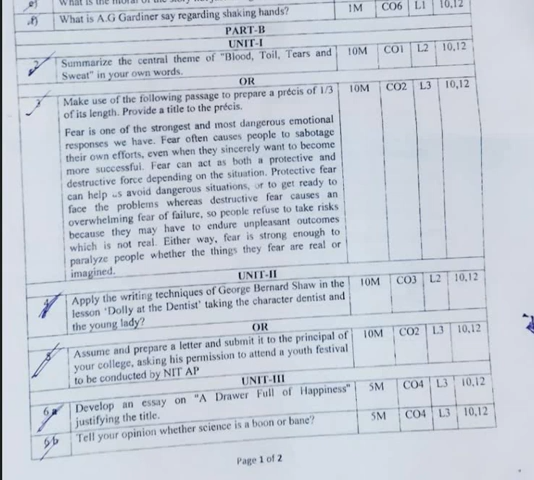 e) What is the moral of the story
f) What is A.G Gardiner say regarding shaking hands? 1M CO6 L1 10,12
PART-B
UNIT-I
2 Summarize the central theme of "Blood, Toil, Tears and 10M CO1 L2 10,12
Sweat" in your own words.
OR
3 Make use of the following passage to prepare a précis of 1/3 10M CO2 L3 10,12
of its length. Provide a title to the précis.
Fear is one of the strongest and most dangerous emotional
responses we have. Fear often causes people to sabotage
their own efforts, even when they sincerely want to become
more successful. Fear can act as both a protective and
destructive force depending on the situation. Protective fear
can help us avoid dangerous situations, or to get ready to
face the problems whereas destructive fear causes an
overwhelming fear of failure, so people refuse to take risks
because they may have to endure unpleasant outcomes
which is not real. Either way, fear is strong enough to
paralyze people whether the things they fear are real or
imagined.
UNIT-II
4 Apply the writing techniques of George Bernard Shaw in the 10M CO3 L2 10,12
lesson 'Dolly at the Dentist' taking the character dentist and
the young lady?
OR
5 Assume and prepare a letter and submit it to the principal of 10M CO2 L3 10,12
your college, asking his permission to attend a youth festival
to be conducted by NIT AP
UNIT-III
6a Develop an essay on "A Drawer Full of Happiness" 5M CO4 L3 10,12
justifying the title.
6b Tell your opinion whether science is a boon or bane? 5M CO4 L3 10,12
Page 1 of 2